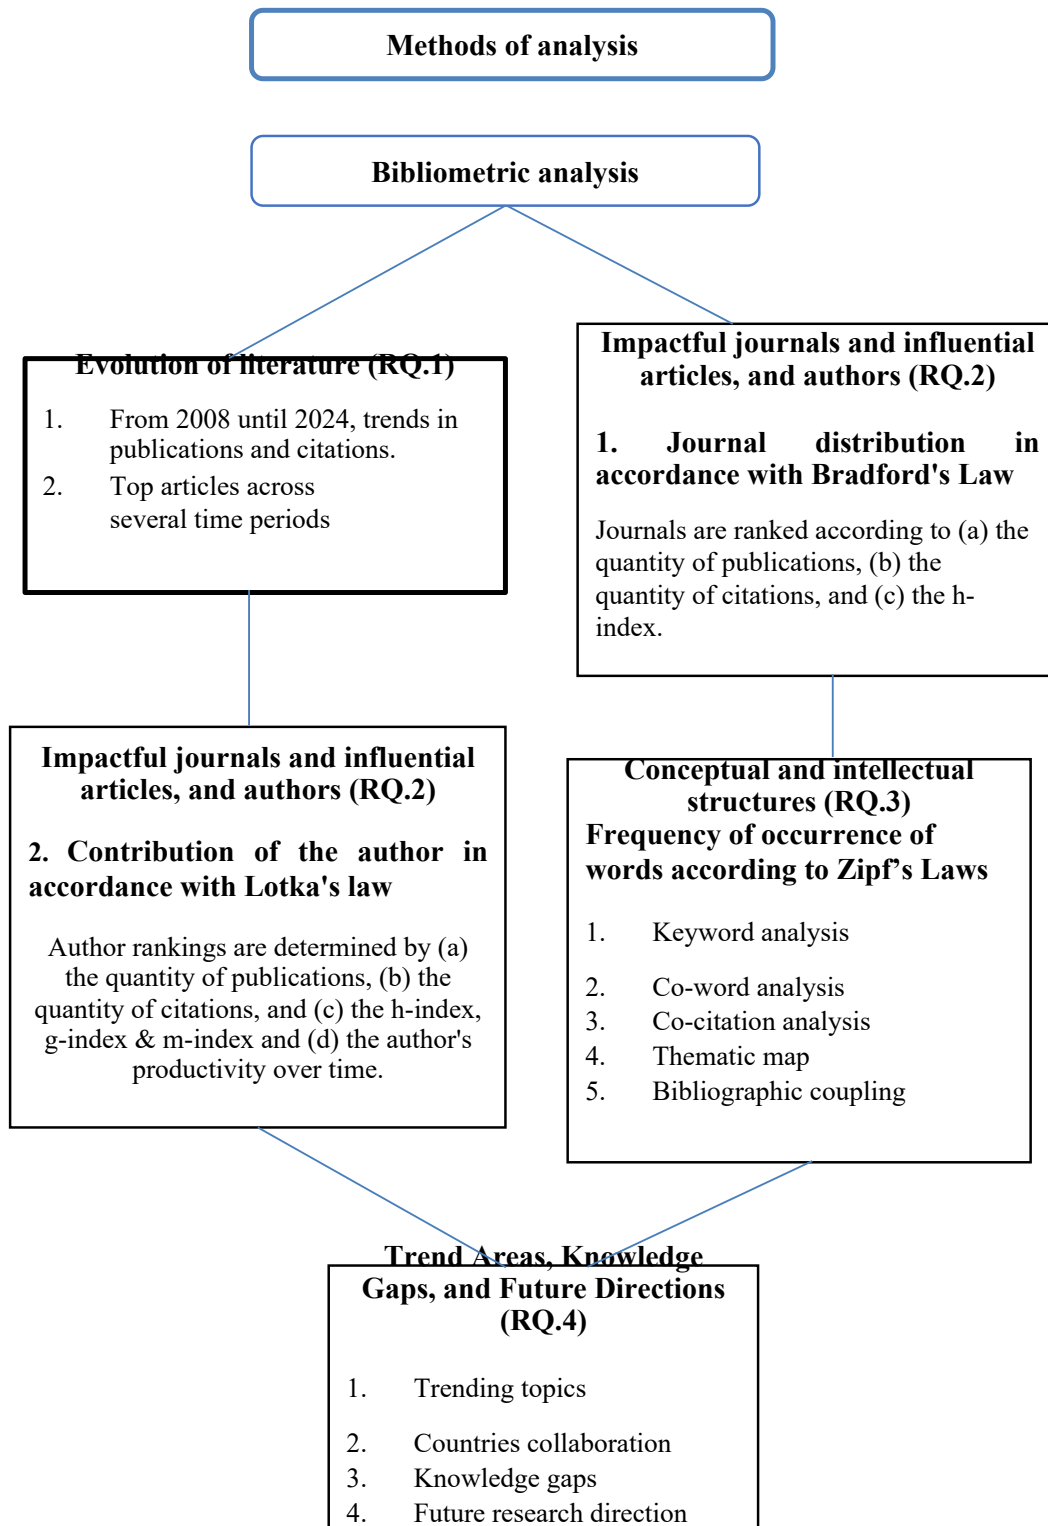 Methods of analysis
Bibliometric analysis
Evolution of literature (RQ.1)
1. From 2008 until 2024, trends in
publications and citations.
2. Top articles across
several time periods
Impactful journals and influential
articles, and authors (RQ.2)
1. Journal distribution in
accordance with Bradford's Law
Journals are ranked according to (a) the
quantity of publications, (b) the
quantity of citations, and (c) the h-
index.
Impactful journals and influential
articles, and authors (RQ.2)
2. Contribution of the author in
accordance with Lotka's law
Author rankings are determined by (a)
the quantity of publications, (b) the
quantity of citations, and (c) the h-index,
g-index & m-index and (d) the author's
productivity over time.
Conceptual and intellectual
structures (RQ.3)
Frequency of occurrence of
words according to Zipf’s Laws
1. Keyword analysis
2. Co-word analysis
3. Co-citation analysis
4. Thematic map
5. Bibliographic coupling
Trend Areas, Knowledge
Gaps, and Future Directions
(RQ.4)
1. Trending topics
2. Countries collaboration
3. Knowledge gaps
4. Future research direction